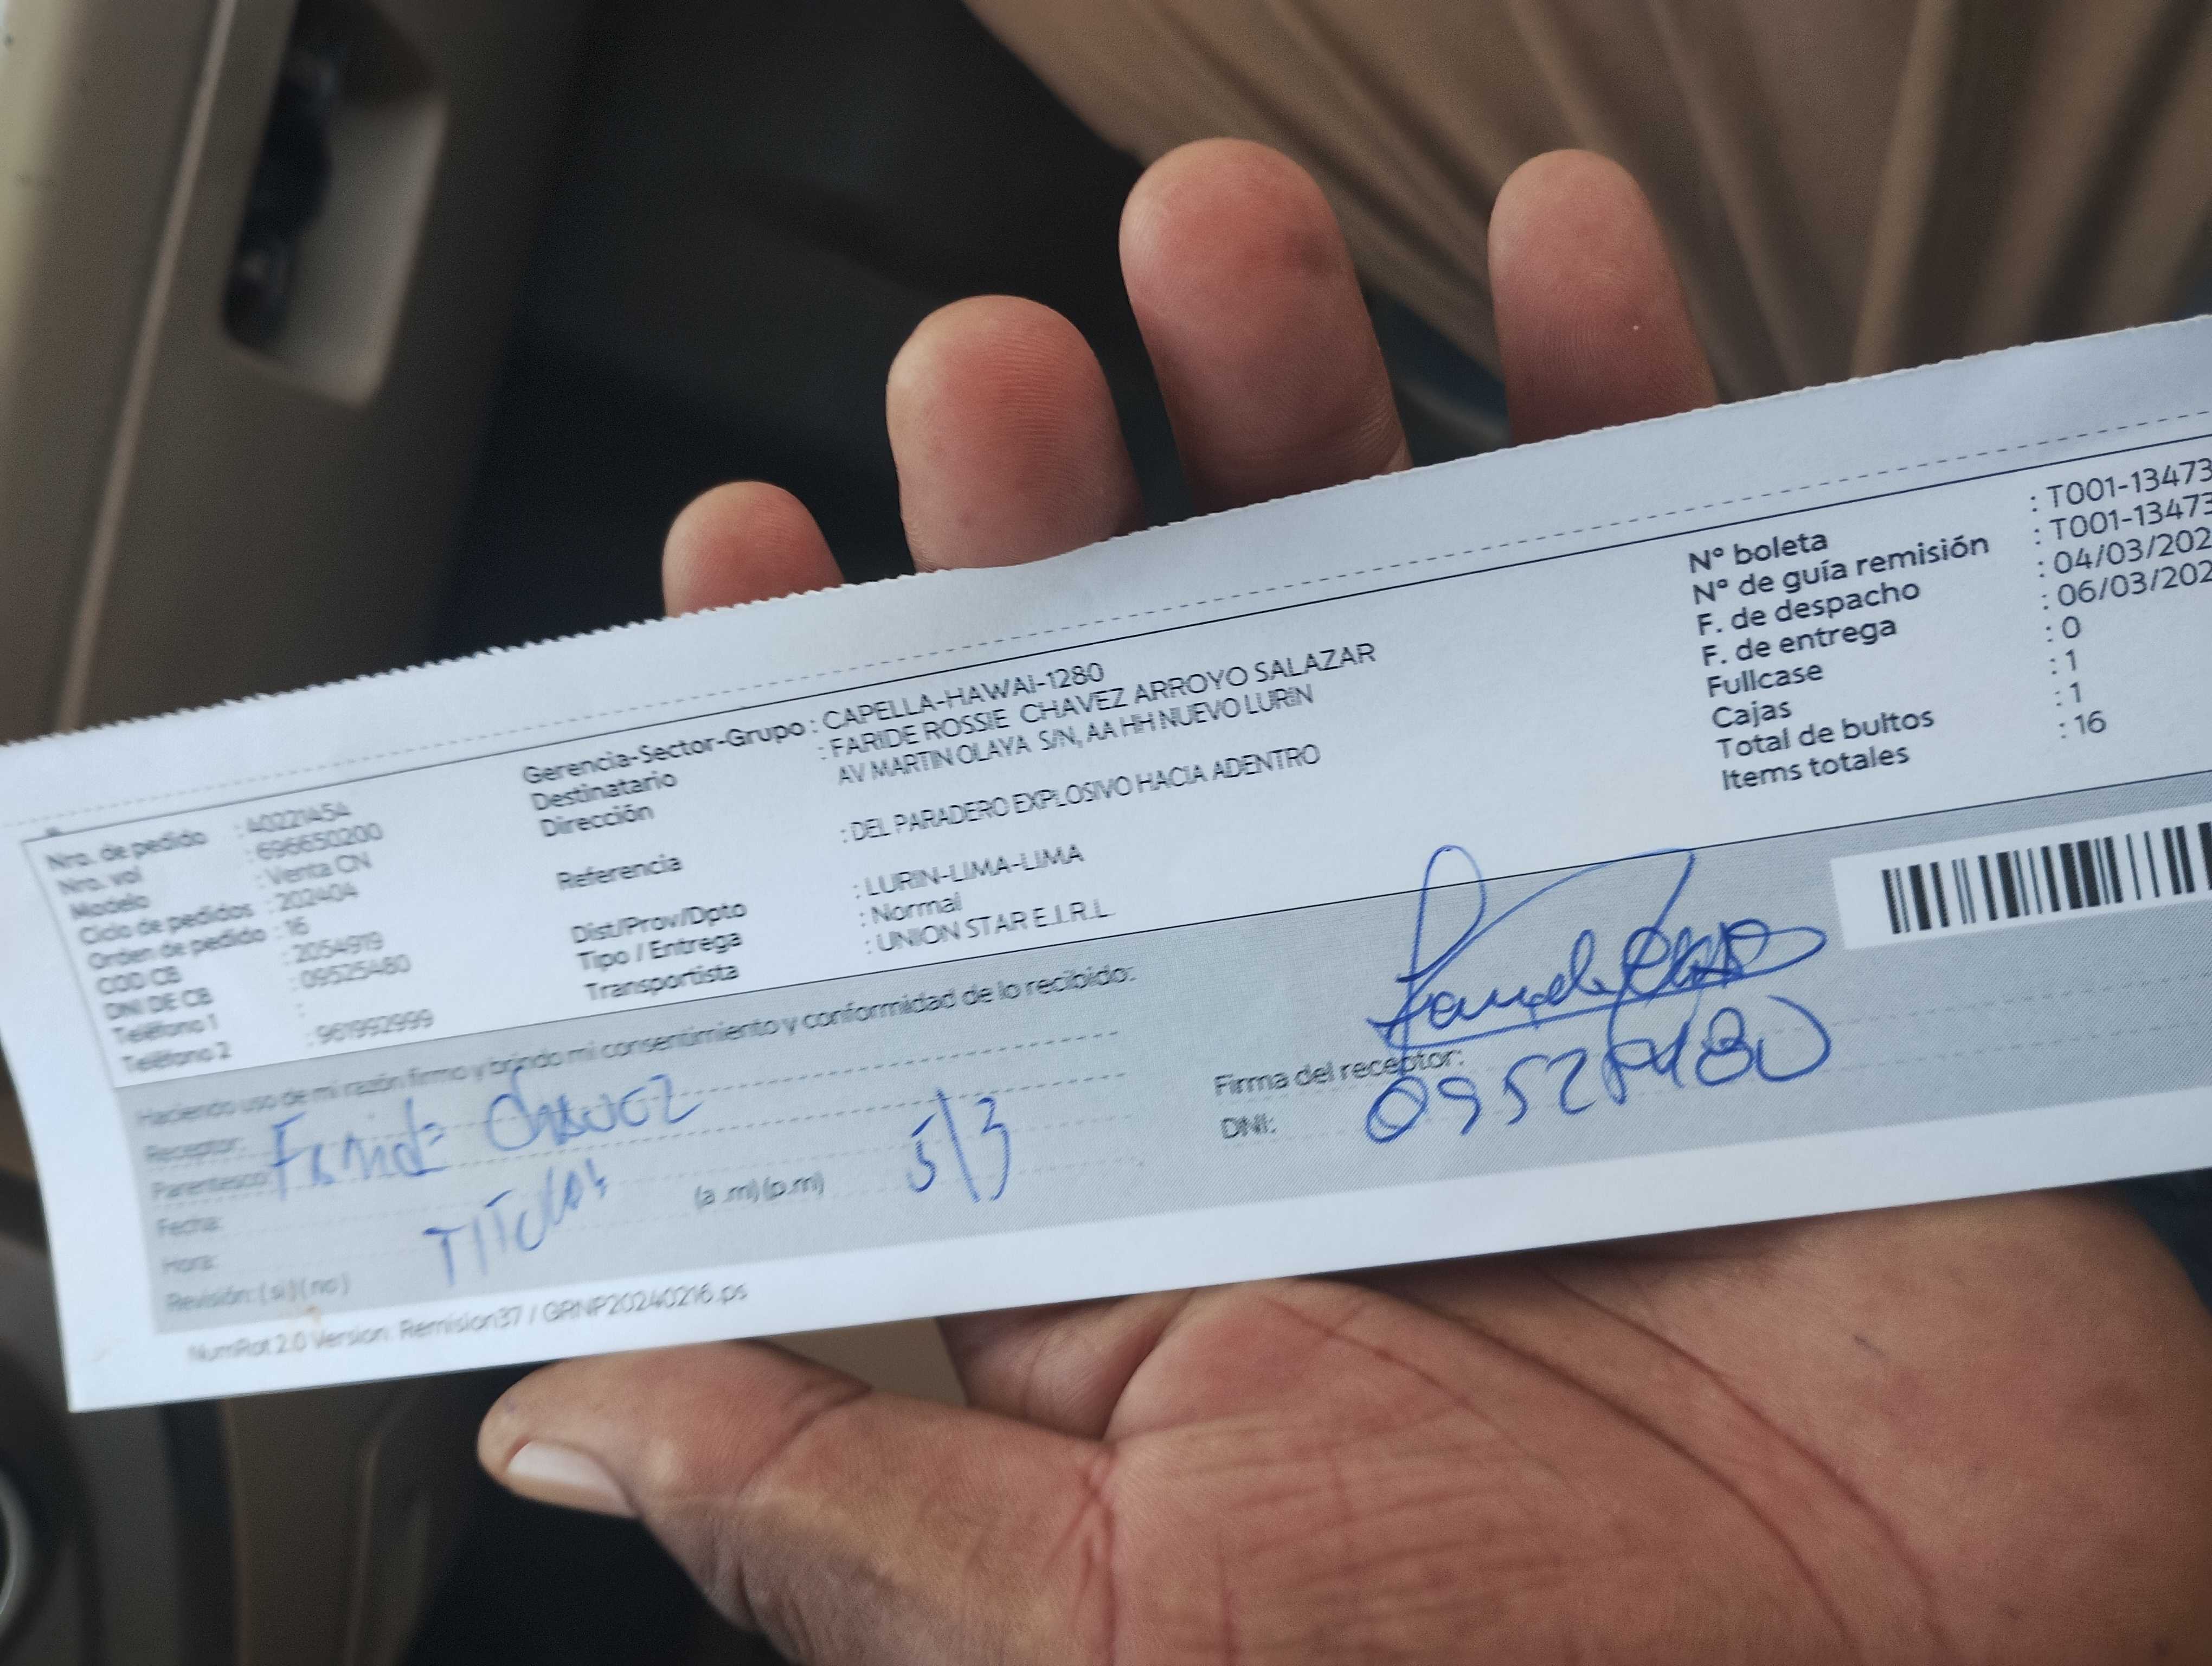 Nro. de pedido : 40221454
Nro. vol : 696650200
Modelo : Venta CN
Ciclo de pedidos : 202404
Orden de pedido : 16
COD CB : 2054919
DNI DE CB : 09525480
Teléfono 1 :
Teléfono 2 : 961992999
Gerencia-Sector-Grupo : CAPELLA-HAWAI-1280
Destinatario : FARIDE ROSSIE CHAVEZ ARROYO SALAZAR
Dirección AV MARTIN OLAYA S/N, AA HH NUEVO LURIN
Referencia : DEL PARADERO EXPLOSIVO HACIA ADENTRO
Dist/Prov/Dpto : LURIN-LIMA-LIMA
Tipo / Entrega : Normal
Transportista : UNION STAR E.I.R.L.
N° boleta : T001-13473
N° de guía remisión : T001-13473
F. de despacho : 04/03/202
F. de entrega : 06/03/202
Fullcase : 0
Cajas : 1
Total de bultos : 1
Items totales : 16
Haciendo uso de mi razón firmo y brindo mi consentimiento y conformidad de lo recibido:
Receptor: Faride Chavez
Parentesco: Titular
Fecha: 5/3
Hora: (a .m) (p.m)
Revisión: (si) (no)
Firma del receptor:
DNI: 09525480
NumRot 2.0 Version: Remision37 / GRNP20240216.ps